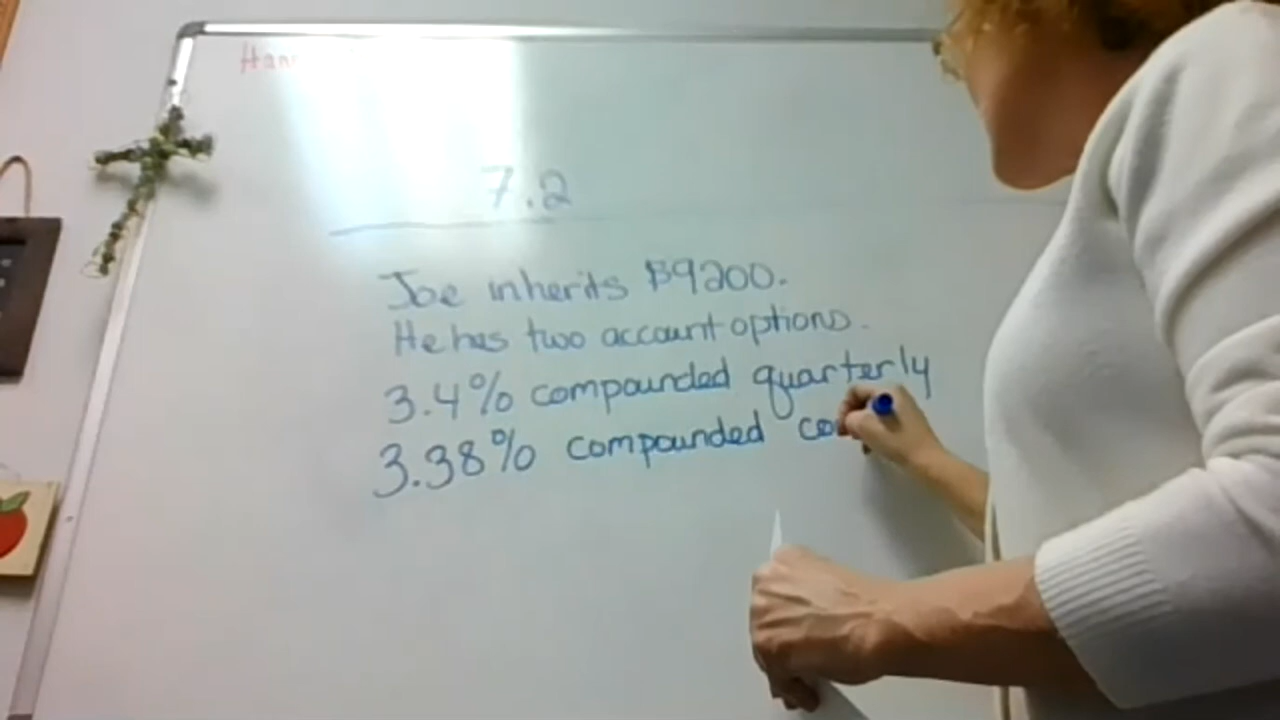 7.2
Joe inherits $9200.
He has two account options.
3.4% compounded quarterly
3.38% compounded co